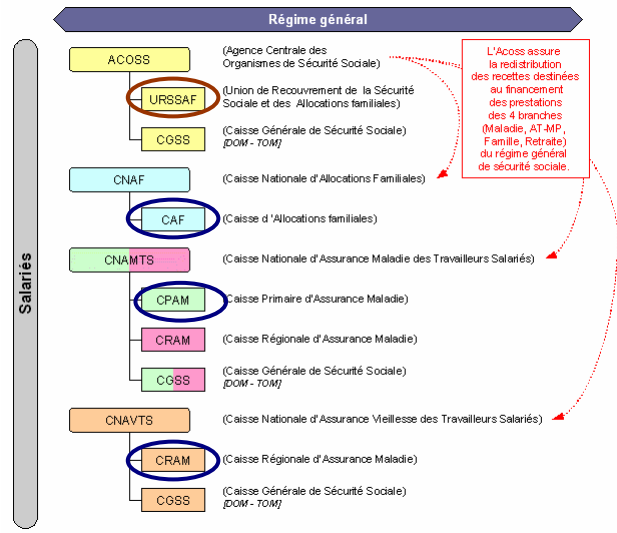 Régime général
Salariés
ACOSS
(Agence Centrale des
Organismes de Sécurité Sociale)
L'Acoss assure
la redistribution
des recettes destinées
au financement
des prestations
des 4 branches
(Maladie, AT-MP,
Famille, Retraite)
du régime général
de sécurité sociale.
URSSAF
(Union de Recouvrement de la Sécurité
Sociale et des Allocations familiales)
CGSS
(Caisse Générale de Sécurité Sociale)
[DOM - TOM]
CNAF
(Caisse Nationale d'Allocations Familiales)
CAF
(Caisse d 'Allocations familiales)
CNAMTS
(Caisse Nationale d'Assurance Maladie des Travailleurs Salariés)
CPAM
(Caisse Primaire d'Assurance Maladie)
CRAM
(Caisse Régionale d'Assurance Maladie)
CGSS
(Caisse Générale de Sécurité Sociale)
[DOM - TOM]
CNAVTS
(Caisse Nationale d'Assurance Vieillesse des Travailleurs Salariés)
CRAM
(Caisse Régionale d'Assurance Maladie)
CGSS
(Caisse Générale de Sécurité Sociale)
[DOM - TOM]